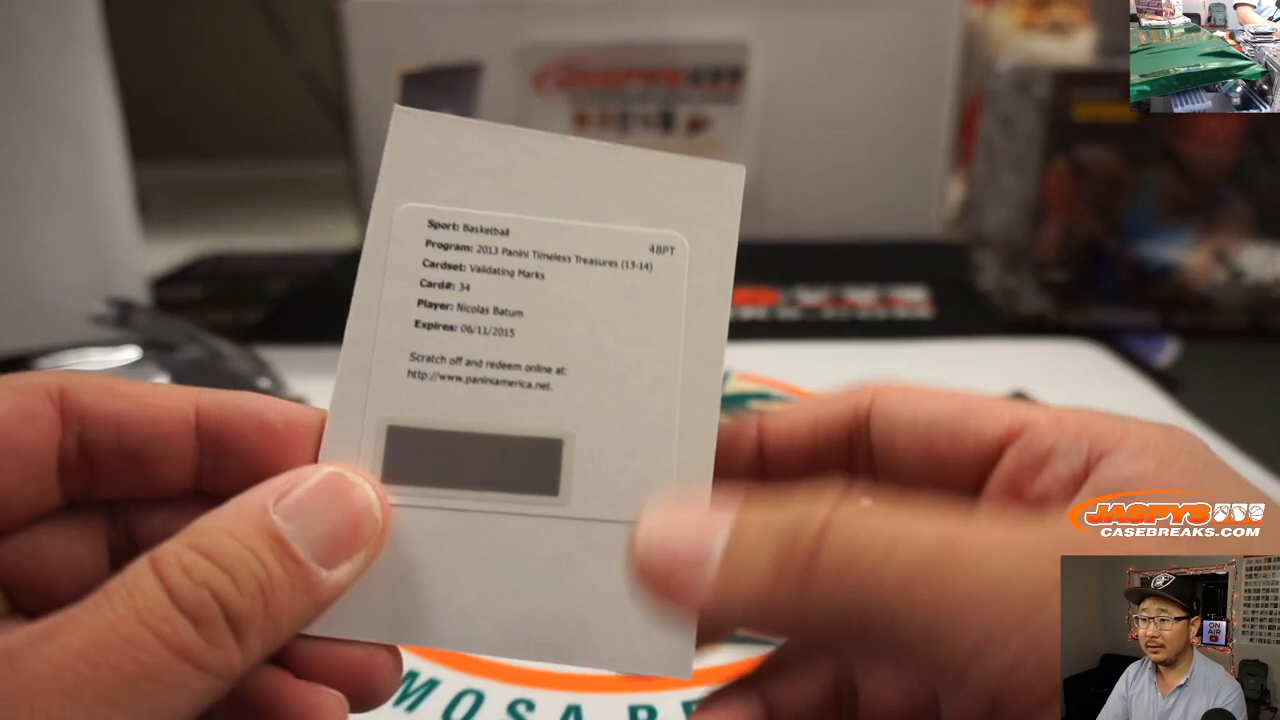 JASPYS
Sport: Basketball
48PT
Program: 2013 Panini Timeless Treasures (13-14)
Cardset: Validating Marks
Card#: 34
Player: Nicolas Batum
Expires: 06/11/2015
Scratch off and redeem online at:
http://www.paniniamerica.net.
JASPYS
CASEBREAKS.COM
ON
AIR